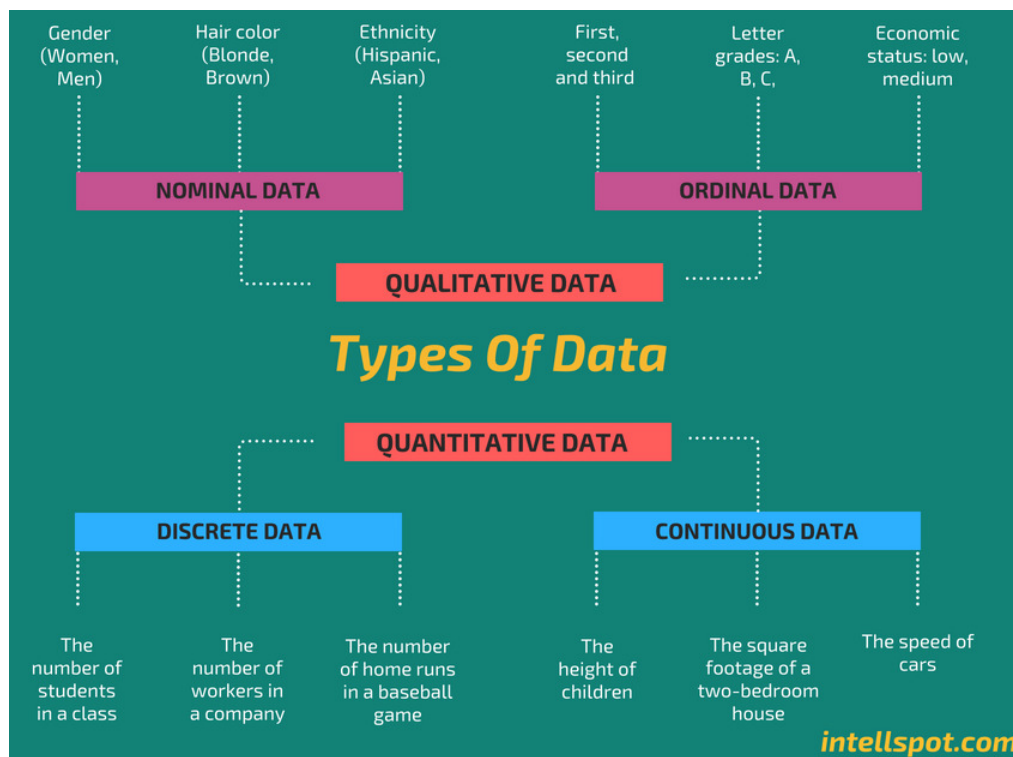 Gender
(Women,
Men)
Hair color
(Blonde,
Brown)
Ethnicity
(Hispanic,
Asian)
First,
second
and third
Letter
grades: A,
B, C,
Economic
status: low,
medium
NOMINAL DATA
ORDINAL DATA
QUALITATIVE DATA
Types Of Data
QUANTITATIVE DATA
DISCRETE DATA
CONTINUOUS DATA
The
number of
students
in a class
The
number of
workers in
a company
The number
of home runs
in a baseball
game
The
height of
children
The square
footage of a
two-bedroom
house
The speed of
cars
intellspot.com